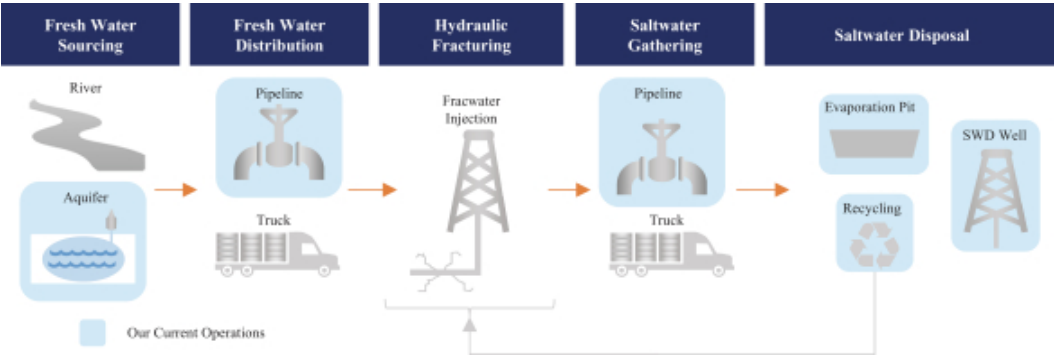 Fresh Water
Sourcing
Fresh Water
Distribution
Hydraulic
Fracturing
Saltwater
Gathering
Saltwater Disposal
River
Aquifer
Pipeline
Truck
Fracwater
Injection
Pipeline
Truck
Evaporation Pit
SWD Well
Recycling
Our Current Operations